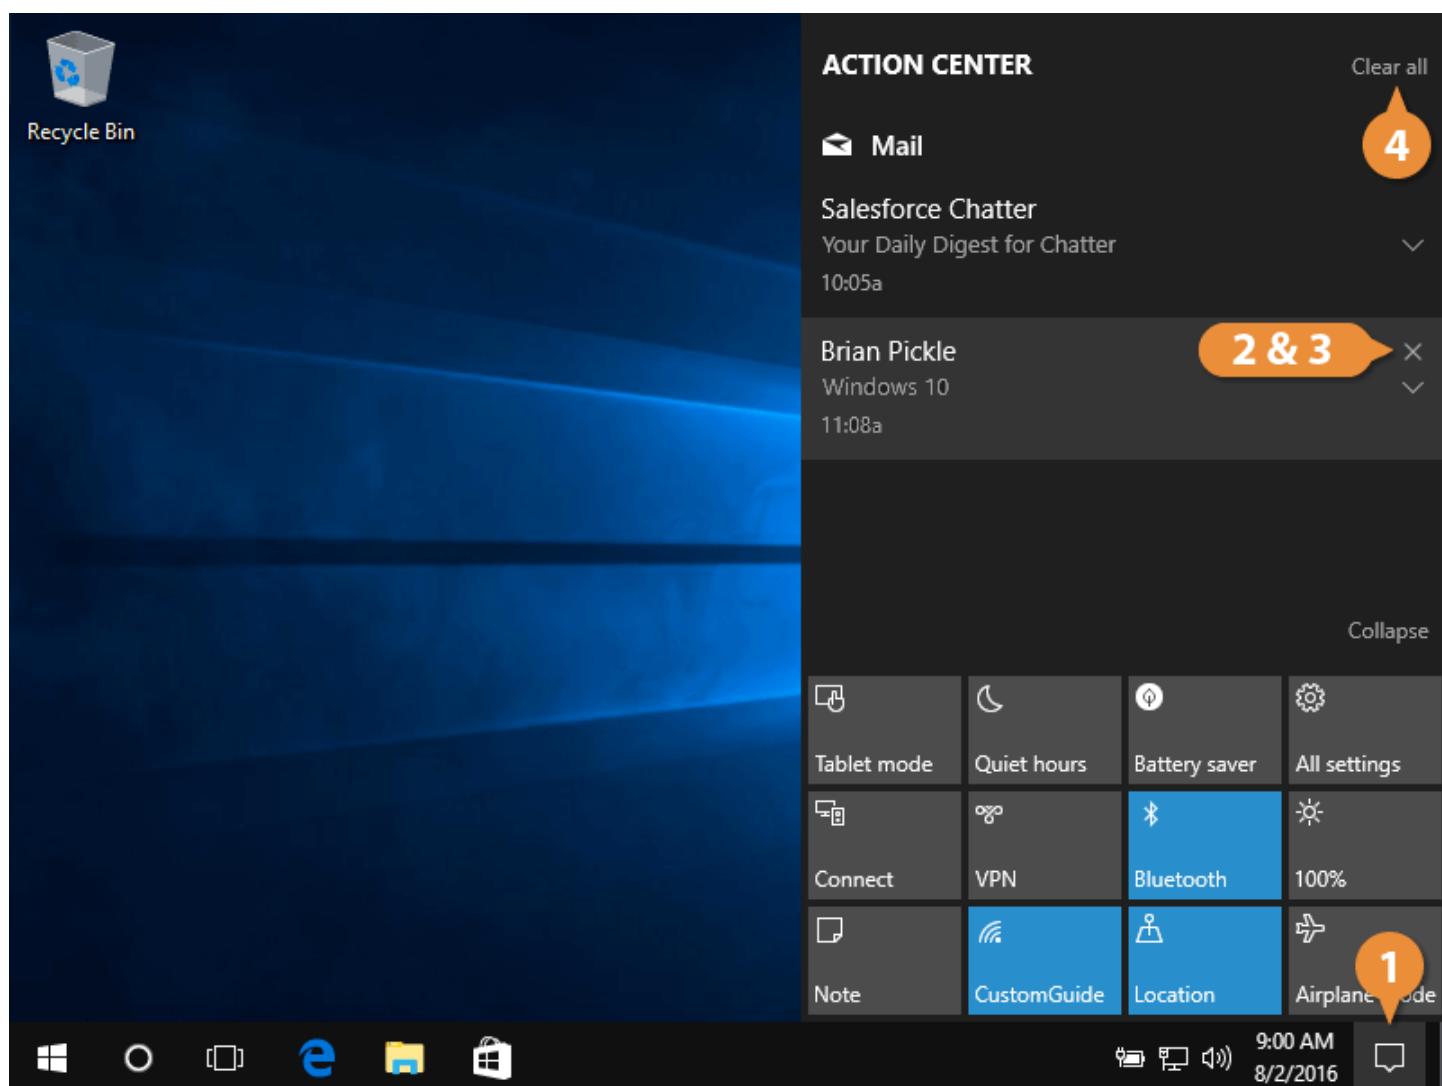 Recycle Bin
ACTION CENTER
Clear all
4
Mail
Salesforce Chatter
Your Daily Digest for Chatter
10:05a
Brian Pickle
2 & 3
Windows 10
11:08a
Collapse
Tablet mode
Quiet hours
Battery saver
All settings
Connect
VPN
Bluetooth
100%
Note
CustomGuide
Location
Airplane
de
1
9:00 AM
8/2/2016